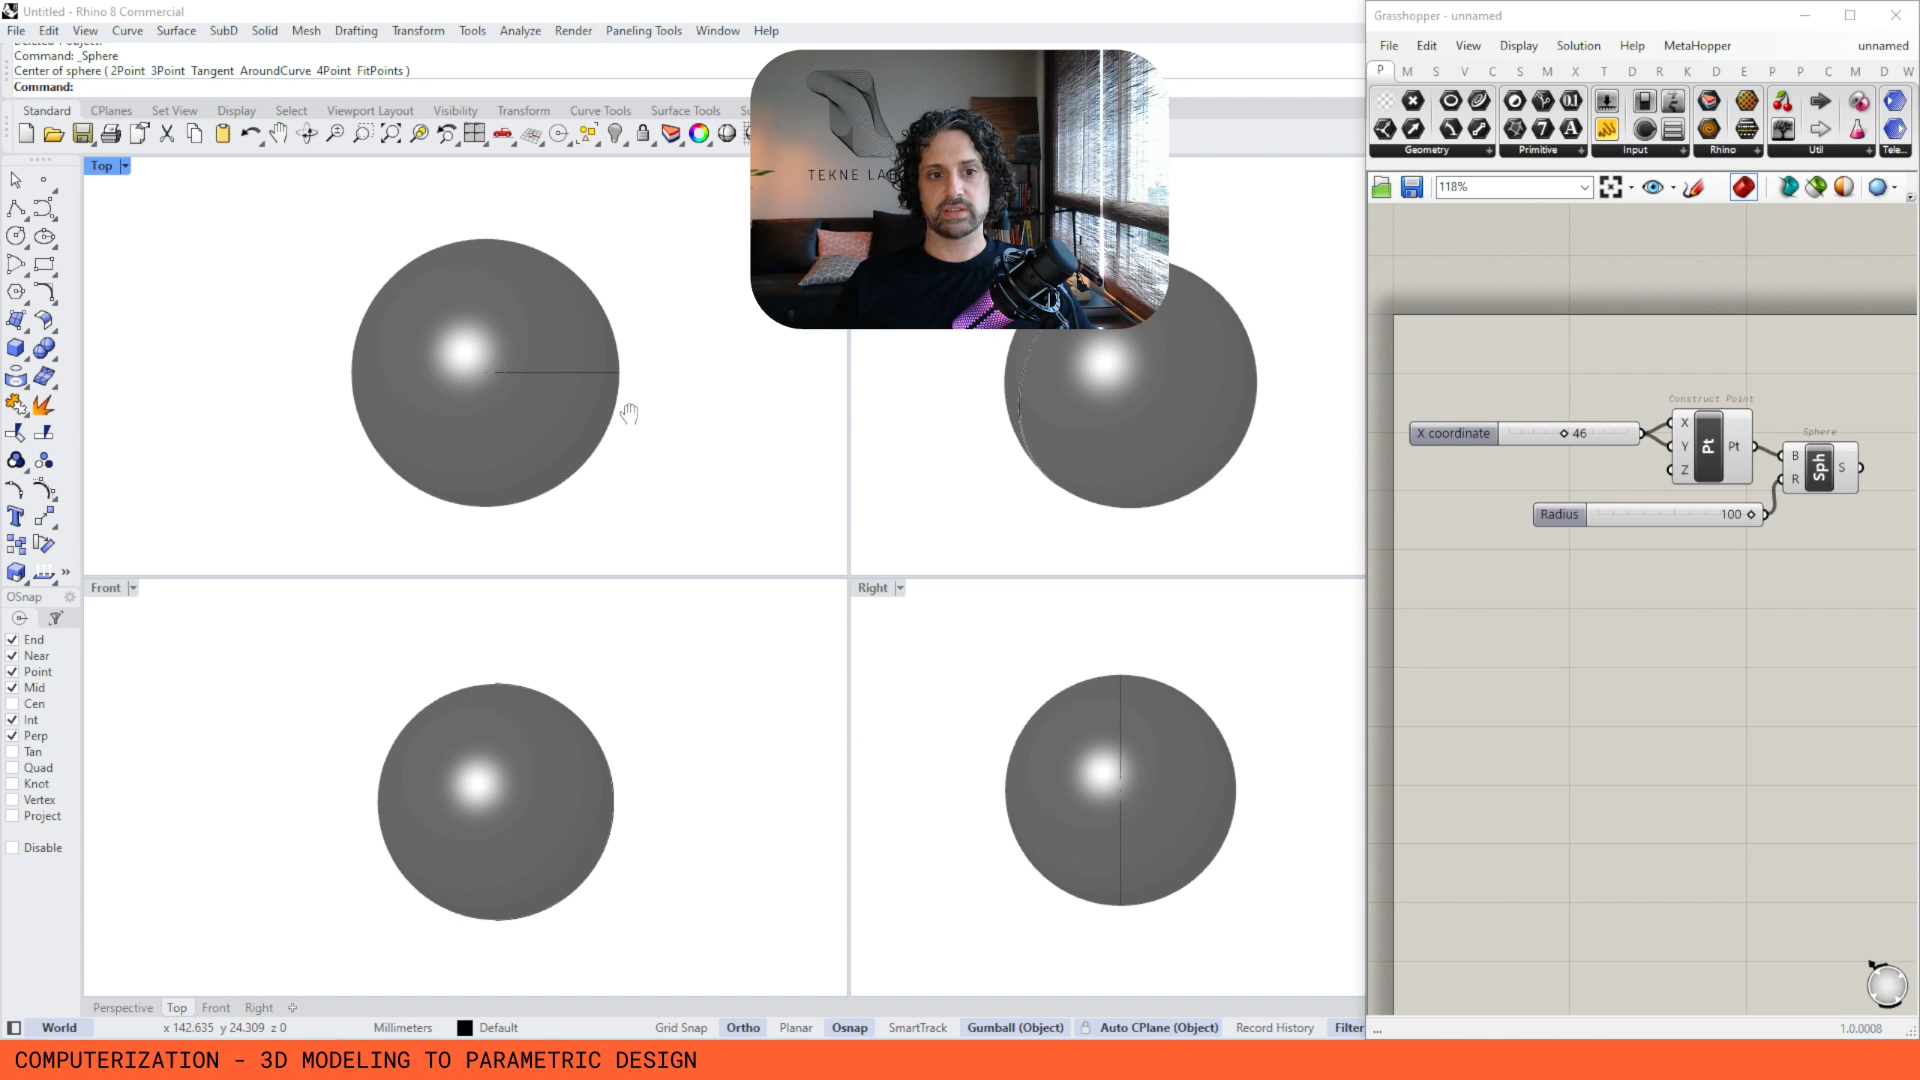 Untitled - Rhino 8 Commercial
File Edit View Curve Surface SubD Solid Mesh Drafting Transform Tools Analyze Render Paneling Tools Window Help
Command: _Sphere
Center of sphere ( 2Point 3Point Tangent AroundCurve 4Point FitPoints )
Command:
Standard CPlanes Set View Display Select Viewport Layout Visibility Transform Curve Tools Surface Tools
Top
TEKNE LA
Front
Right
OSnap
End
Near
Point
Mid
Cen
Int
Perp
Tan
Quad
Knot
Vertex
Project
Disable
Perspective Top Front Right
World x 142.635 y 24.309 z 0 Millimeters Default Grid Snap Ortho Planar Osnap SmartTrack Gumball (Object) Auto CPlane (Object) Record History Filter
Grasshopper - unnamed
File Edit View Display Solution Help MetaHopper unnamed
P M S V C S M X T D R K D E P P C M D W
Geometry Primitive Input Rhino Util Tele...
118%
Construct Point
X coordinate 46
X
Y
Z
Pt
Pt
Sphere
B
R
Sph
S
Radius 100
... 1.0.0008
COMPUTERIZATION - 3D MODELING TO PARAMETRIC DESIGN